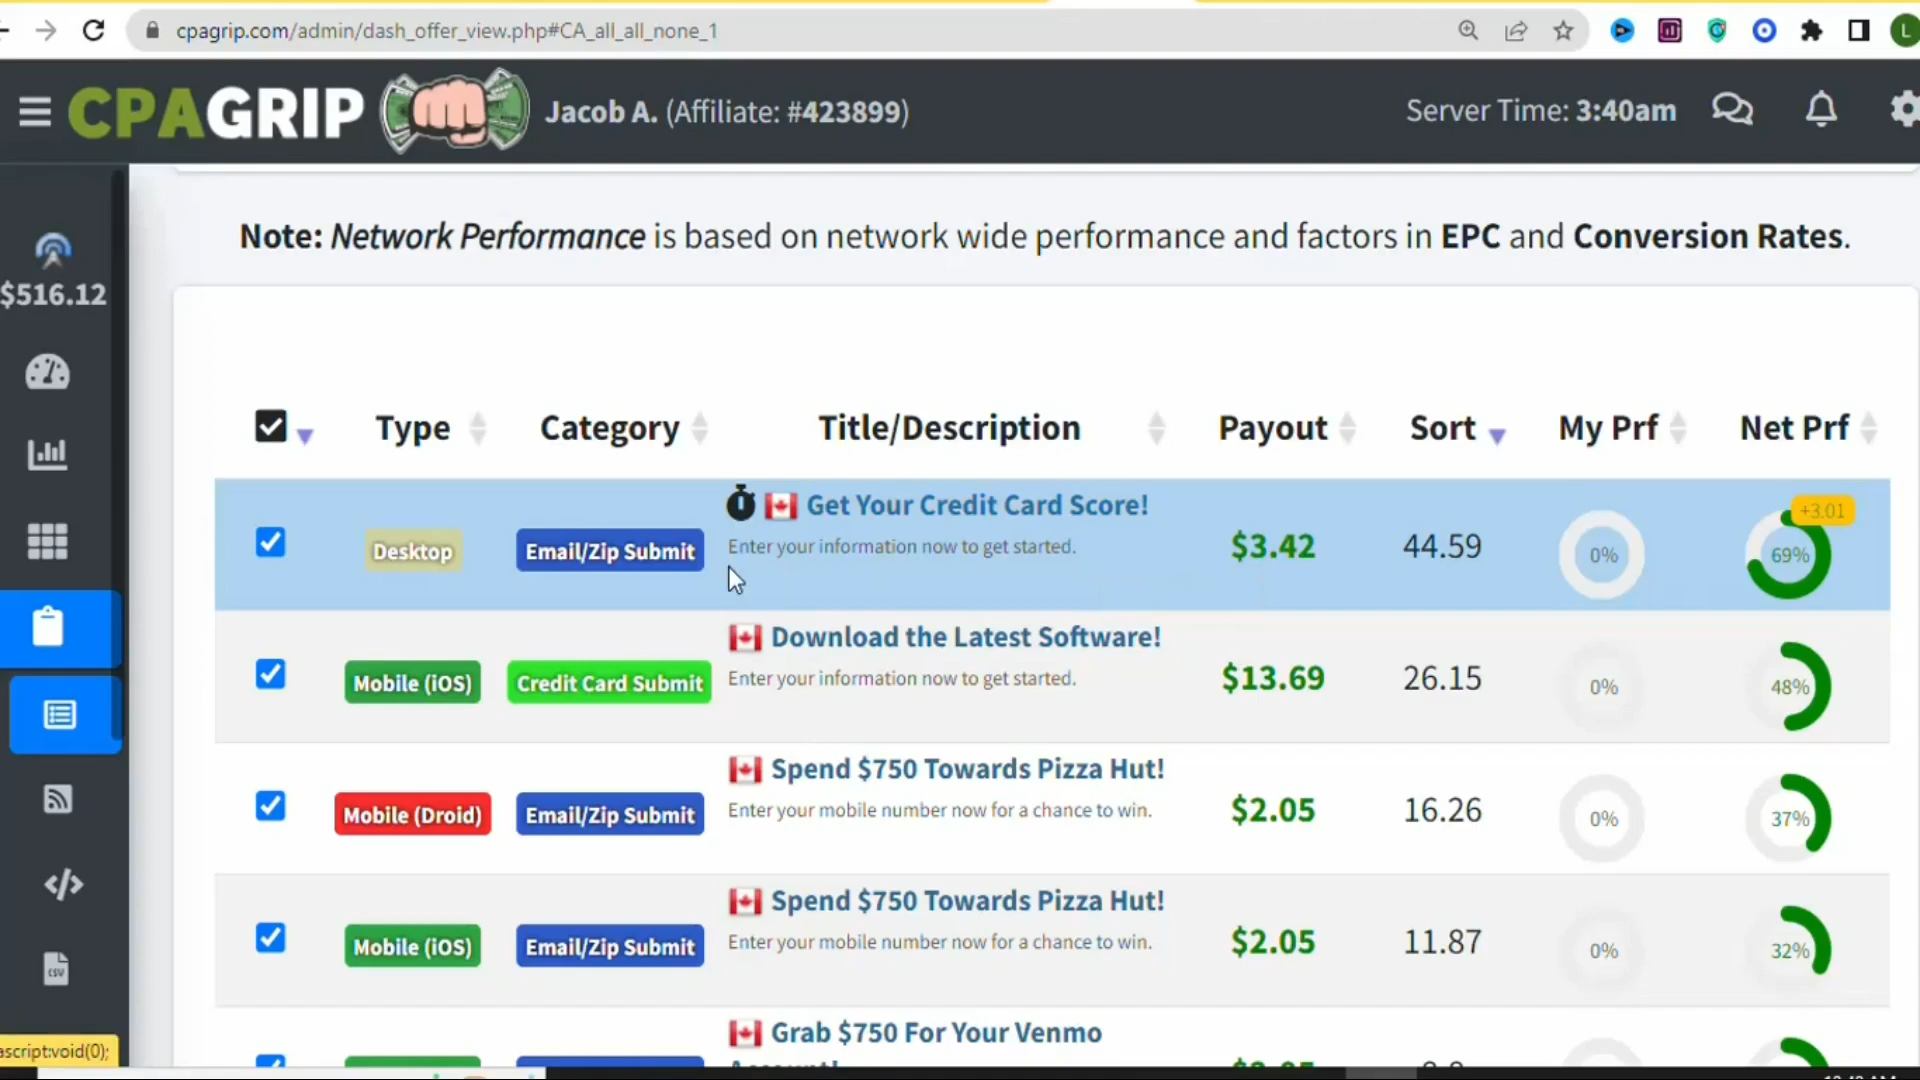 cpagrip.com/admin/dash_offer_view.php#CA_all_all_none_1
L
CPAGRIP Jacob A. (Affiliate: #423899) Server Time: 3:40am
$516.12
Note: Network Performance is based on network wide performance and factors in EPC and Conversion Rates.
Type Category Title/Description Payout Sort My Prf Net Prf
Desktop Email/Zip Submit Get Your Credit Card Score! $3.42 44.59 0% 69% +3.01
Enter your information now to get started.
Mobile (iOS) Credit Card Submit Download the Latest Software! $13.69 26.15 0% 48%
Enter your information now to get started.
Mobile (Droid) Email/Zip Submit Spend $750 Towards Pizza Hut! $2.05 16.26 0% 37%
Enter your mobile number now for a chance to win.
Mobile (iOS) Email/Zip Submit Spend $750 Towards Pizza Hut! $2.05 11.87 0% 32%
Enter your mobile number now for a chance to win.
Grab $750 For Your Venmo
CSV
ascript:void(0);